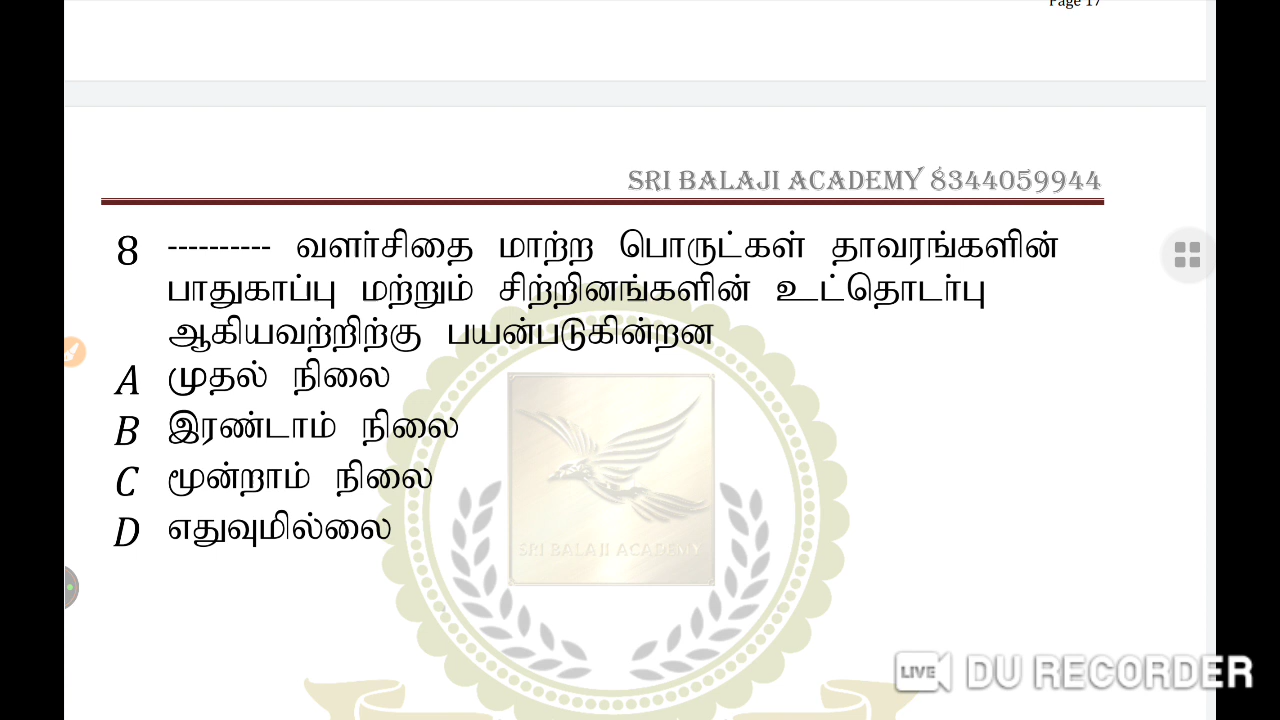 Page 17
SRI BALAJI ACADEMY 8344059944
8 ---------- வளர்சிதை மாற்ற பொருட்கள் தாவரங்களின்
பாதுகாப்பு மற்றும் சிற்றினங்களின் உட்தொடர்பு
ஆகியவற்றிற்கு பயன்படுகின்றன
A முதல் நிலை
B இரண்டாம் நிலை
C மூன்றாம் நிலை
D எதுவுமில்லை
SRI BALAJI ACADEMY
LIVE DU RECORDER